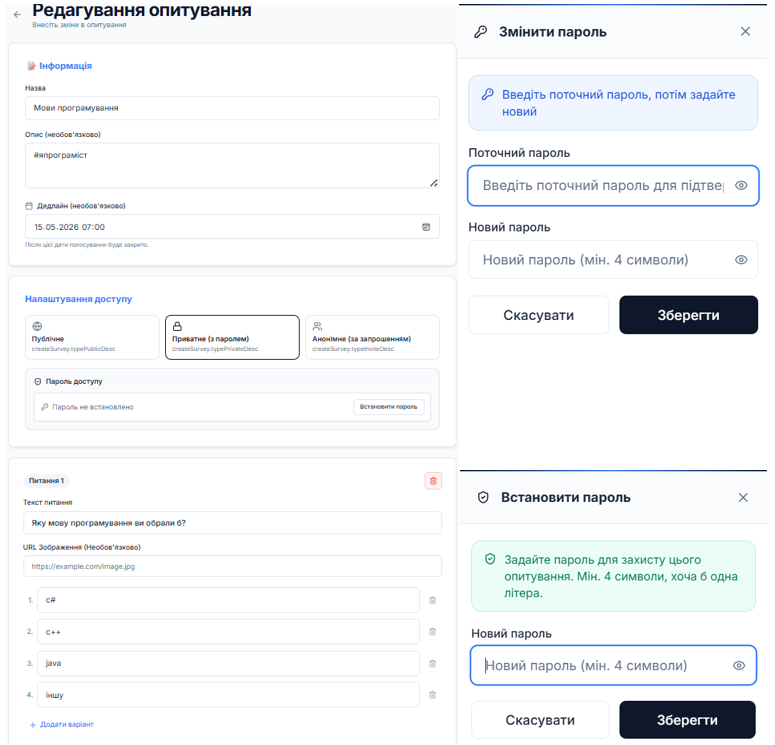 Редагування опитування
Внесіть зміни в опитування
Інформація
Назва
Мови програмування
Опис (необов'язково)
#япрограміст
Дедлайн (необов'язково)
15.05.2026 07:00
Після цієї дати голосування буде закрито.
Налаштування доступу
Публічне
createSurvey.typePublicDesc
Приватне (з паролем)
createSurvey.typePrivateDesc
Анонімне (за запрошенням)
createSurvey.typeInviteDesc
Пароль доступу
Пароль не встановлено
Встановити пароль
Питання 1
Текст питання
Яку мову програмування ви обрали б?
URL Зображення (Необов'язково)
https://example.com/image.jpg
1. c#
2. c++
3. java
4. іншу
+ Додати варіант
Змінити пароль
Введіть поточний пароль, потім задайте
новий
Поточний пароль
Введіть поточний пароль для підтве
Новий пароль
Новий пароль (мін. 4 символи)
Скасувати
Зберегти
Встановити пароль
Задайте пароль для захисту цього
опитування. Мін. 4 символи, хоча б одна
літера.
Новий пароль
Новий пароль (мін. 4 символи)
Скасувати
Зберегти